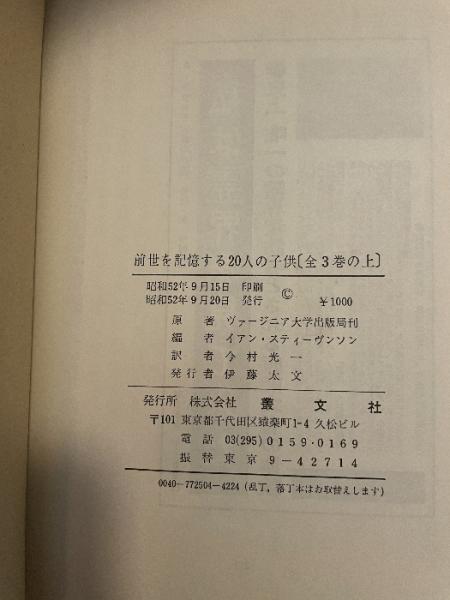 前世を記憶する20人の子供〔全3巻の上〕
昭和52年9月15日 印刷
昭和52年9月20日 発行 © ¥1000
原著 ヴァージニア大学出版局刊
編者 イアン・スティーヴンソン
訳者 今村光一
発行者 伊藤太文
発行所 株式会社 叢文社
〒101 東京都千代田区猿楽町1-4 久松ビル
電話 03(295)0159・0169
振替東京 9-42714
0040-772504-4224 (乱丁,落丁本はお取替えします)